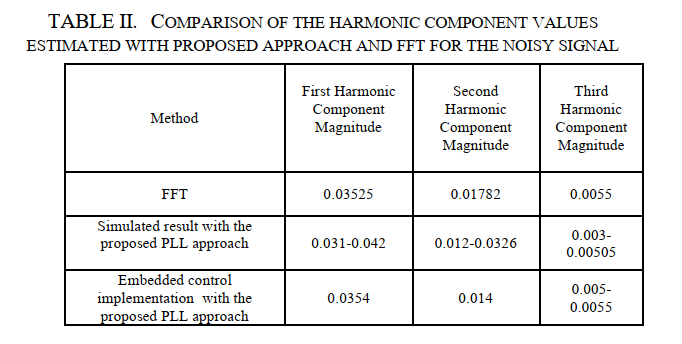 TABLE II. COMPARISON OF THE HARMONIC COMPONENT VALUES
ESTIMATED WITH PROPOSED APPROACH AND FFT FOR THE NOISY SIGNAL
Method
First Harmonic
Component
Magnitude
Second
Harmonic
Component
Magnitude
Third
Harmonic
Component
Magnitude
FFT
0.03525
0.01782
0.0055
Simulated result with the
proposed PLL approach
0.031-0.042
0.012-0.0326
0.003-
0.00505
Embedded control
implementation with the
proposed PLL approach
0.0354
0.014
0.005-
0.0055